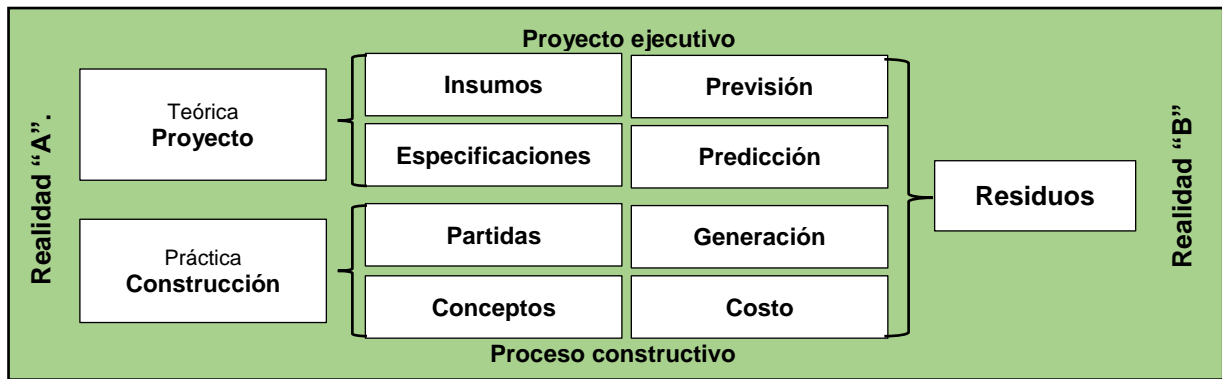 Proyecto ejecutivo
Realidad “A”.
Teórica
Proyecto
Insumos
Previsión
Especificaciones
Predicción
Práctica
Construcción
Partidas
Generación
Conceptos
Costo
Residuos
Realidad “B”
Proceso constructivo